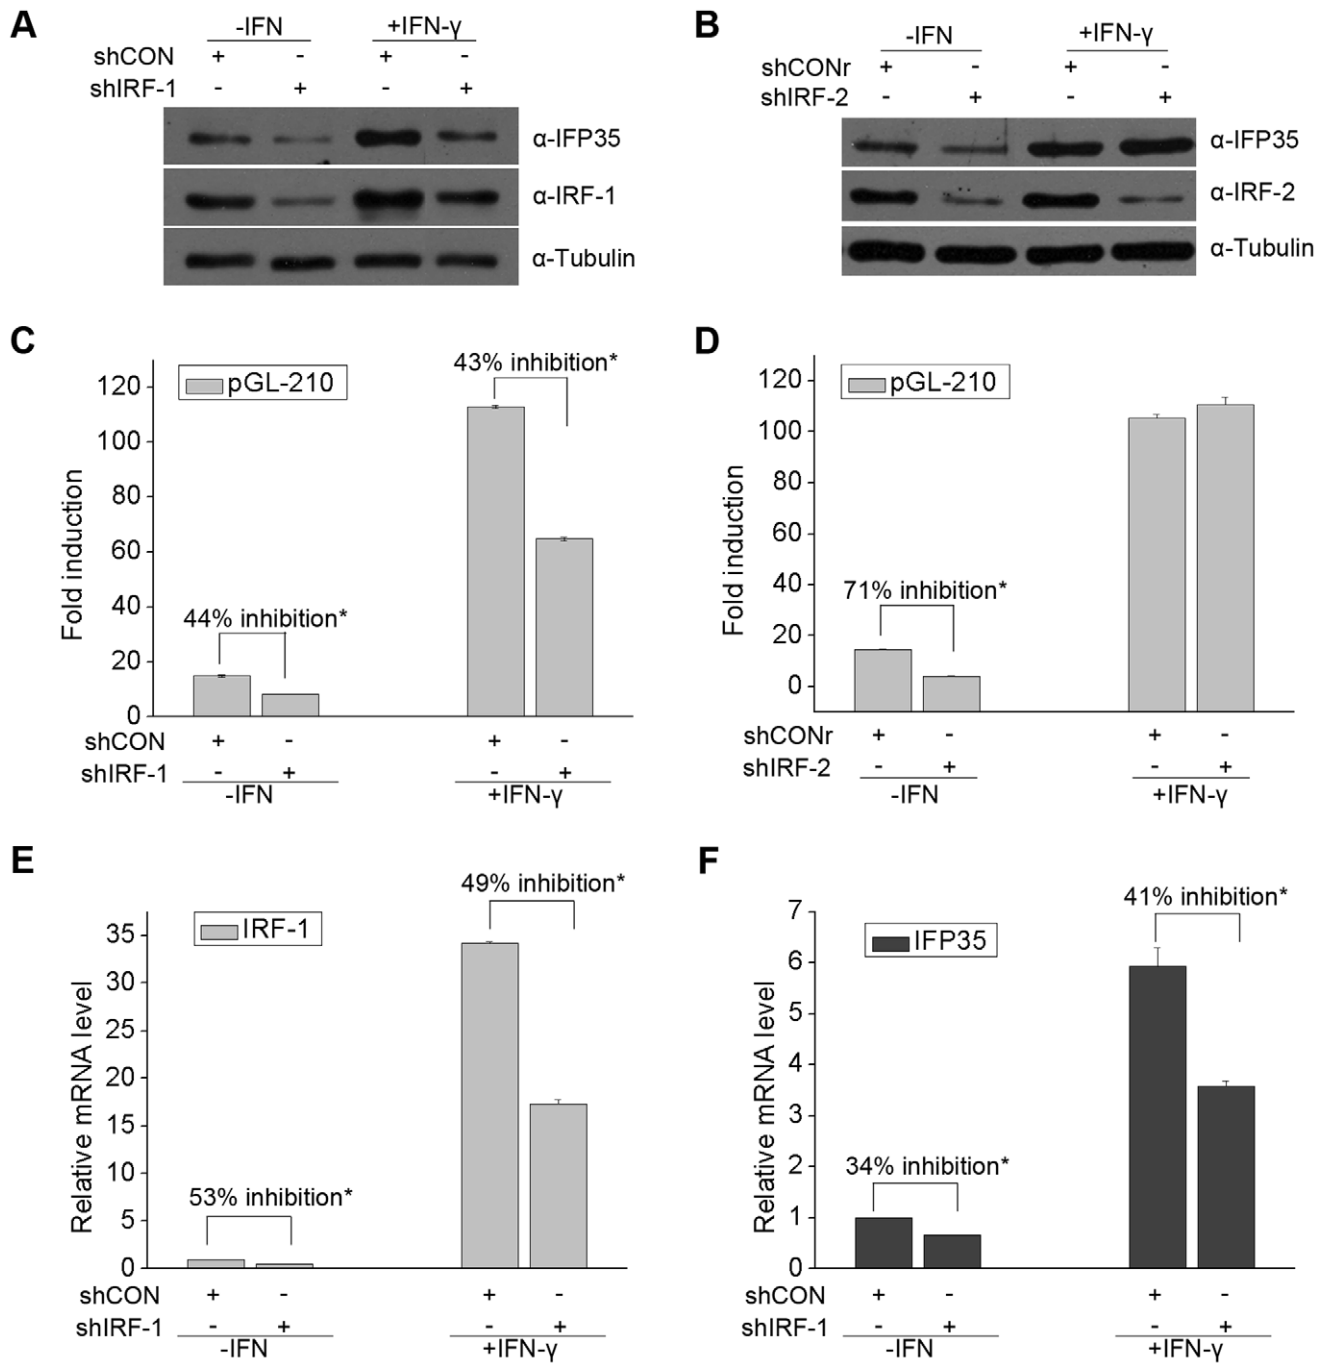 A
-IFN +IFN-γ
shCON + - + -
shIRF-1 - + - +
α-IFP35
α-IRF-1
α-Tubulin
B
-IFN +IFN-γ
shCONr + - + -
shIRF-2 - + - +
α-IFP35
α-IRF-2
α-Tubulin
C
Fold induction
120
100
80
60
40
20
0
pGL-210
44% inhibition*
43% inhibition*
shCON + - + -
shIRF-1 - + - +
-IFN +IFN-γ
D
Fold induction
120
100
80
60
40
20
0
pGL-210
71% inhibition*
shCONr + - + -
shIRF-2 - + - +
-IFN +IFN-γ
E
Relative mRNA level
35
30
25
20
15
10
5
0
IRF-1
53% inhibition*
49% inhibition*
shCON + - + -
shIRF-1 - + - +
-IFN +IFN-γ
F
Relative mRNA level
7
6
5
4
3
2
1
0
IFP35
34% inhibition*
41% inhibition*
shCON + - + -
shIRF-1 - + - +
-IFN +IFN-γ